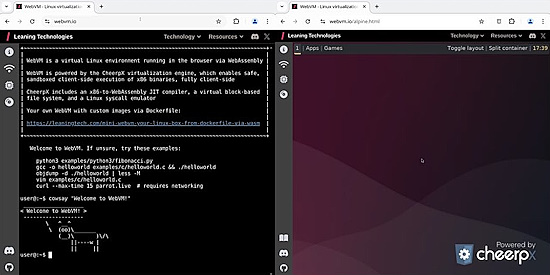 WebVM - Linux virtualization
webvm.io
Leaning Technologies
Technology
Resources
WebVM is a virtual Linux environment running in the browser via WebAssembly
WebVM is powered by the CheerpX virtualization engine, which enables safe,
sandboxed client-side execution of x86 binaries, fully client-side
CheerpX includes an x86-to-WebAssembly JIT compiler, a virtual block-based
file system, and a Linux syscall emulator
Your own WebVM with custom images via Dockerfile:
https://leaningtech.com/mini-webvm-your-linux-box-from-dockerfile-via-wasm
Welcome to WebVM. If unsure, try these examples:
python3 examples/python3/fibonacci.py
gcc -o helloworld examples/c/helloworld.c && ./helloworld
objdump -d ./helloworld | less -M
vim examples/c/helloworld.c
curl --max-time 15 parrot.live # requires networking
user@:~$ cowsay "Welcome to WebVM!"
< Welcome to WebVM! >
user@:~$
WebVM - Linux virtualization
webvm.io/alpine.html
Leaning Technologies
Technology
Resources
1 Apps Games
Toggle layout Split container 17:39
Powered by
cheerpX